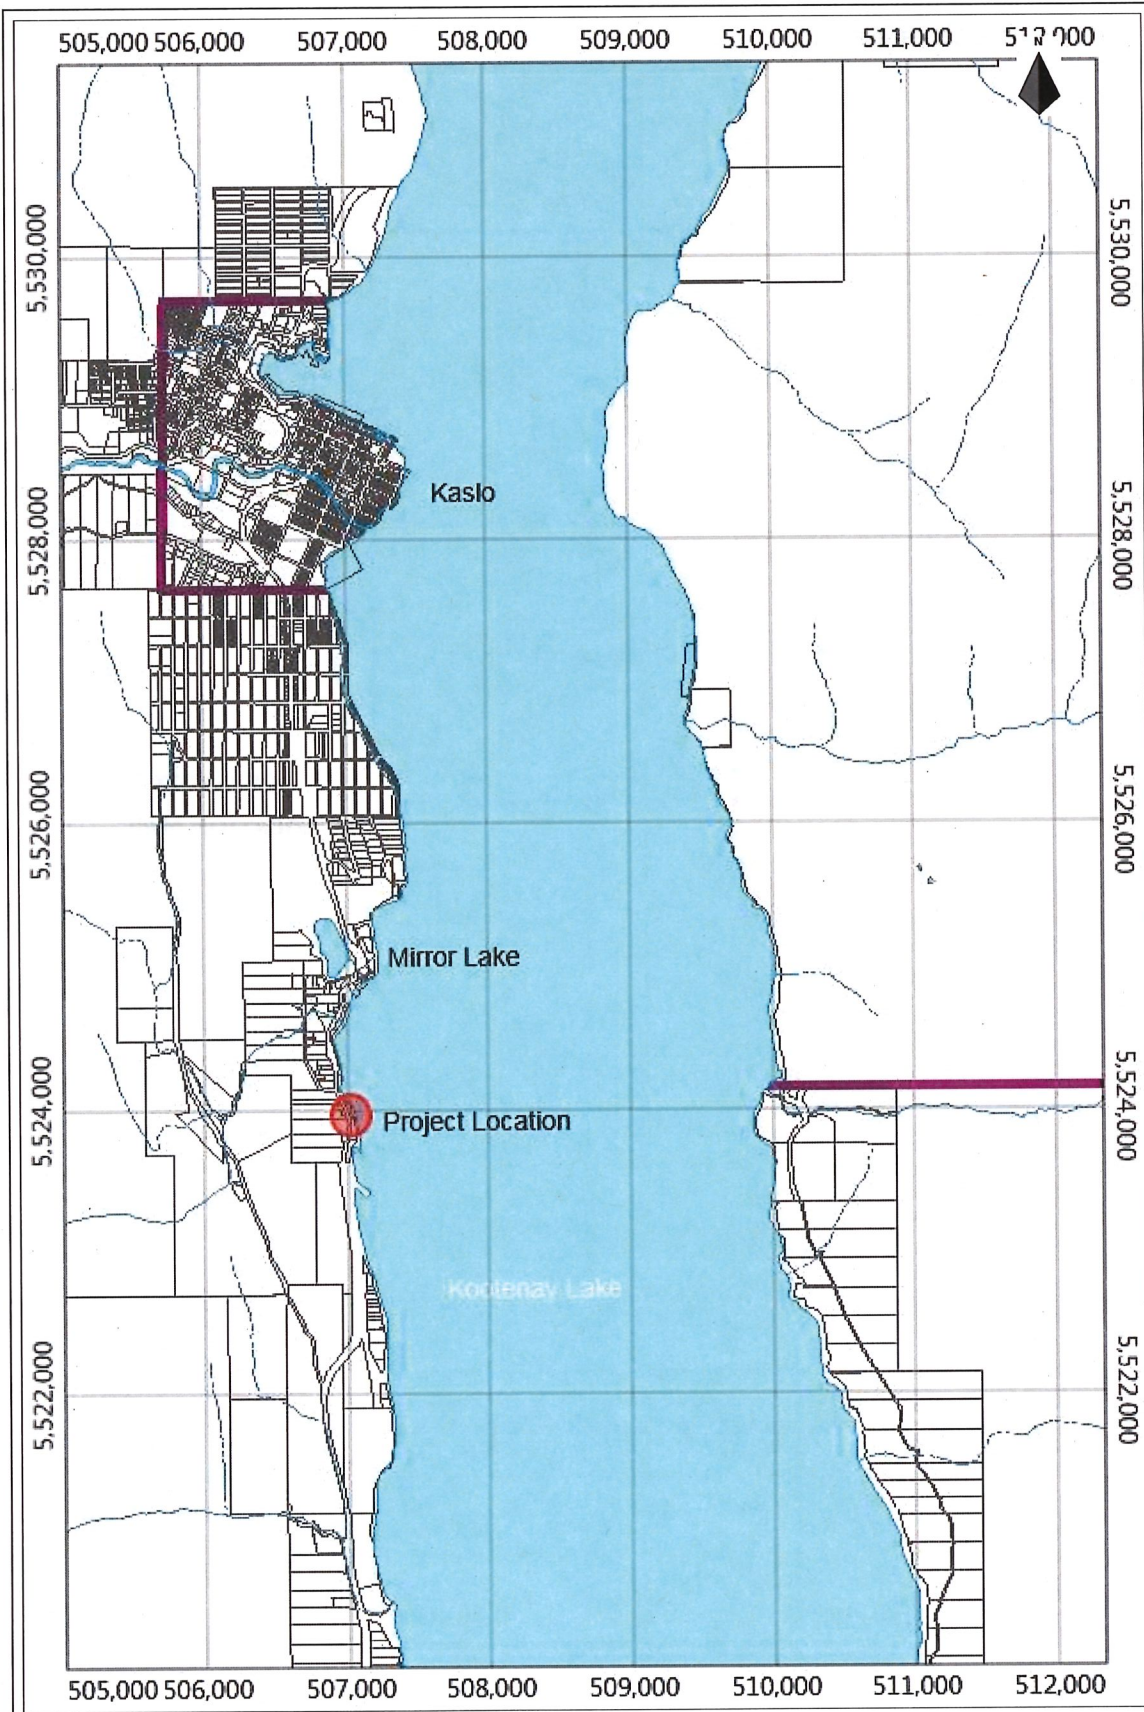 505,000 506,000 507,000 508,000 509,000 510,000 511,000
N
5,530,000 5,530,000
Kaslo
5,528,000 5,528,000
5,526,000 5,526,000
Mirror Lake
5,524,000 5,524,000
Project Location
Kootenay Lake
5,522,000 5,522,000
505,000 506,000 507,000 508,000 509,000 510,000 511,000 512,000